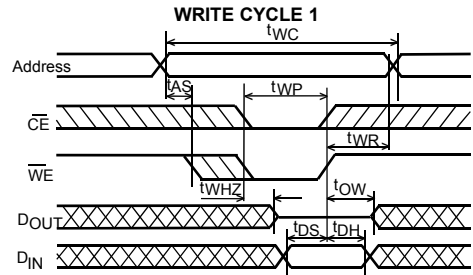 WRITE CYCLE 1
tWC
Address
tAS
tWP
CE
tWR
WE
tWHZ
tOW
DOUT
tDS
tDH
DIN